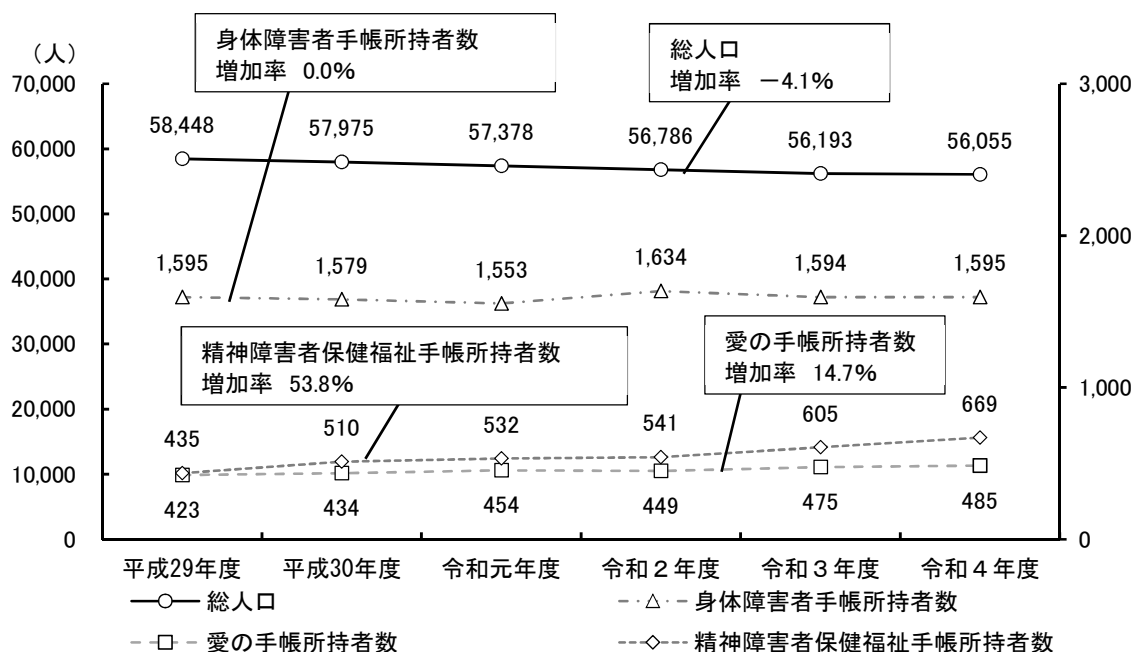 （人）
身体障害者手帳所持者数
増加率 0.0%
総人口
増加率 －4.1%
70,000
60,000
50,000
40,000
30,000
20,000
10,000
0
3,000
2,000
1,000
0
58,448 57,975 57,378 56,786 56,193 56,055
1,595 1,579 1,553 1,634 1,594 1,595
精神障害者保健福祉手帳所持者数
増加率 53.8%
愛の手帳所持者数
増加率 14.7%
435 510 532 541 605 669
423 434 454 449 475 485
平成29年度 平成30年度 令和元年度 令和２年度 令和３年度 令和４年度
総人口 身体障害者手帳所持者数
愛の手帳所持者数 精神障害者保健福祉手帳所持者数